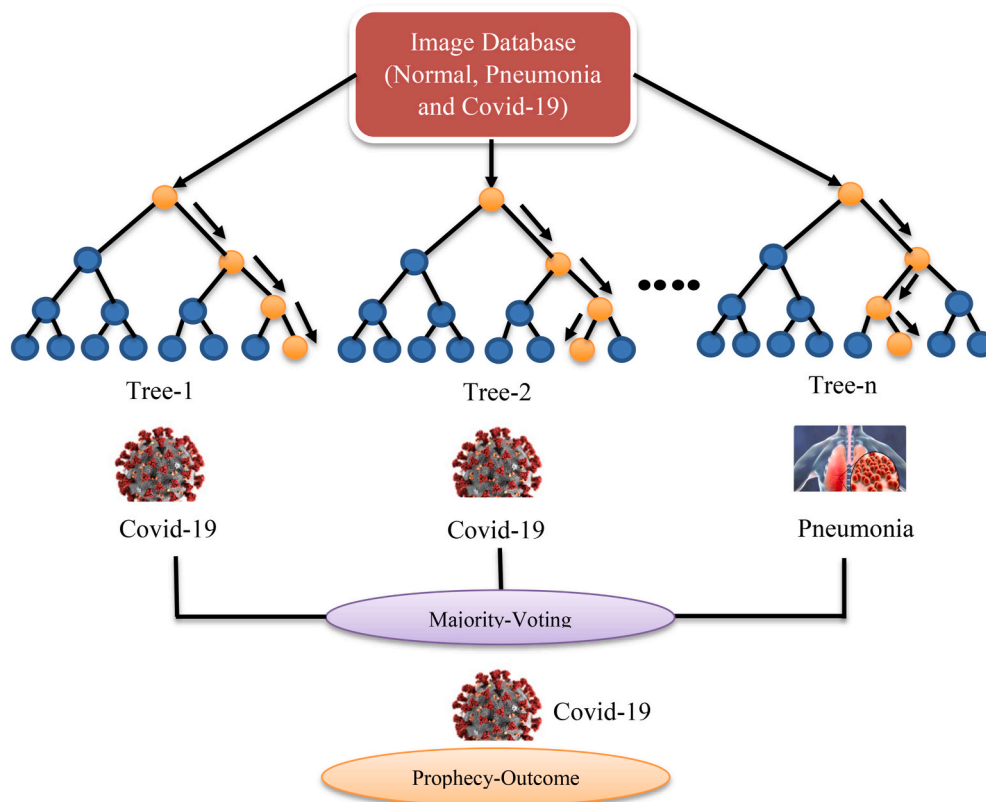 Image Database
(Normal, Pneumonia
and Covid-19)
Tree-1
Tree-2
Tree-n
Covid-19
Covid-19
Pneumonia
Majority-Voting
Covid-19
Prophecy-Outcome